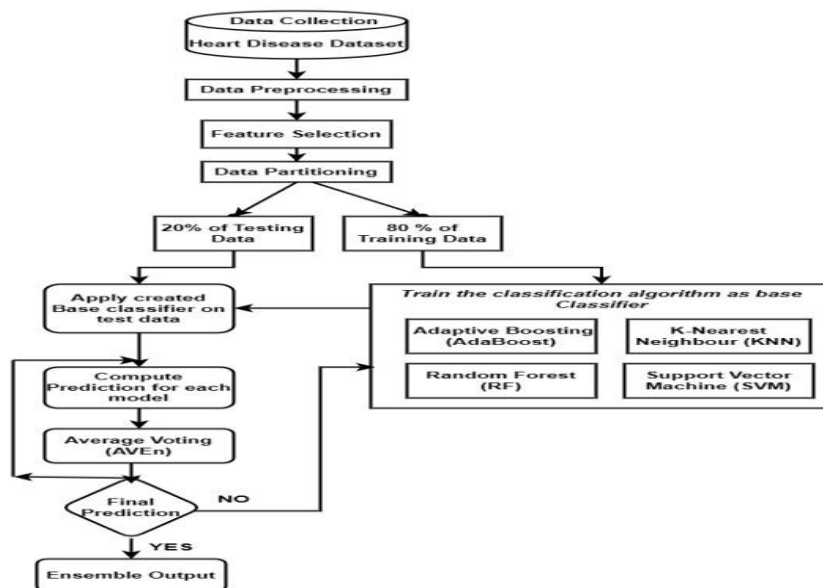 Data Collection
Heart Disease Dataset
Data Preprocessing
Feature Selection
Data Partitioning
20% of Testing
Data
80 % of
Training Data
Apply created
Base classifier on
test data
Train the classification algorithm as base
Classifier
Adaptive Boosting
(AdaBoost)
K-Nearest
Neighbour (KNN)
Random Forest
(RF)
Support Vector
Machine (SVM)
Compute
Prediction for each
model
Average Voting
(AVEn)
Final
Prediction
NO
YES
Ensemble Output